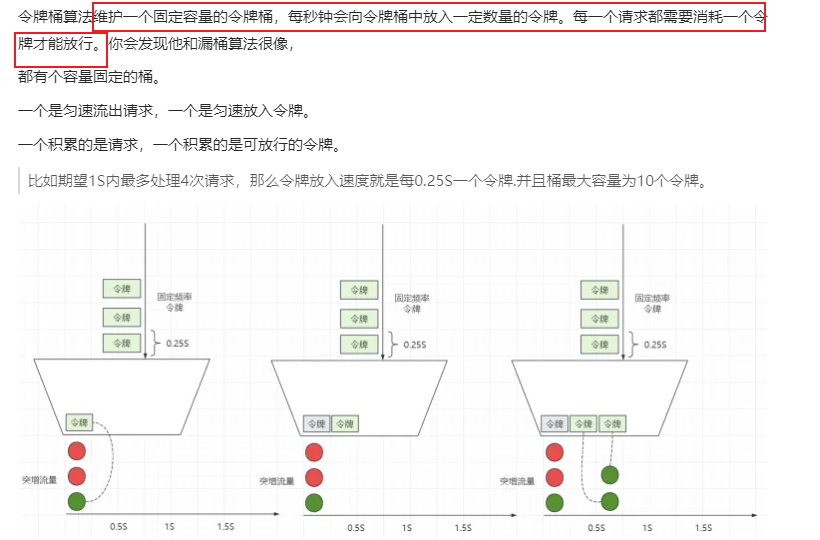 令牌桶算法维护一个固定容量的令牌桶，每秒钟会向令牌桶中放入一定数量的令牌。每一个请求都需要消耗一个令
牌才能放行。你会发现他和漏桶算法很像，
都有个容量固定的桶。
一个是匀速流出请求，一个是匀速放入令牌。
一个积累的是请求，一个积累的是可放行的令牌。
比如期望1S内最多处理4次请求，那么令牌放入速度就是每0.25S一个令牌.并且桶最大容量为10个令牌。
令牌
固定频率
令牌
令牌
令牌
0.25S
令牌
突增流量
0.5S 1S 1.5S
令牌
固定频率
令牌
令牌
令牌
0.25S
令牌 令牌
突增流量
0.5S 1S 1.5S
令牌
固定频率
令牌
令牌
令牌
0.25S
令牌 令牌 令牌
突增流量
0.5S 1S 1.5S